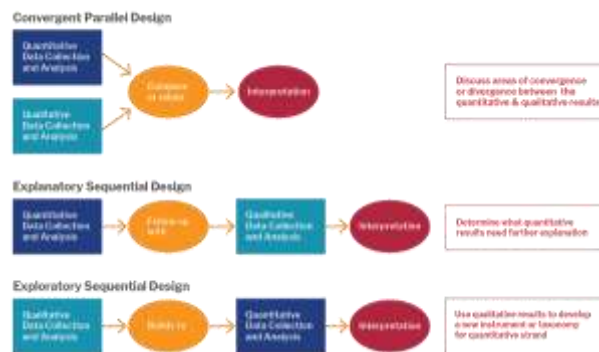 Convergent Parallel Design
Quantitative
Data Collection
and Analysis
Qualitative
Data Collection
and Analysis
Compare
or relate
Interpretation
Discuss areas of convergence
or divergence between the
quantitative & qualitative results
Explanatory Sequential Design
Quantitative
Data Collection
and Analysis
Follow-up
with
Qualitative
Data Collection
and Analysis
Interpretation
Determine what quantitative
results need further explanation
Exploratory Sequential Design
Qualitative
Data Collection
and Analysis
Builds to
Quantitative
Data Collection
and Analysis
Interpretation
Use qualitative results to develop
a new instrument or taxonomy
for quantitative strand